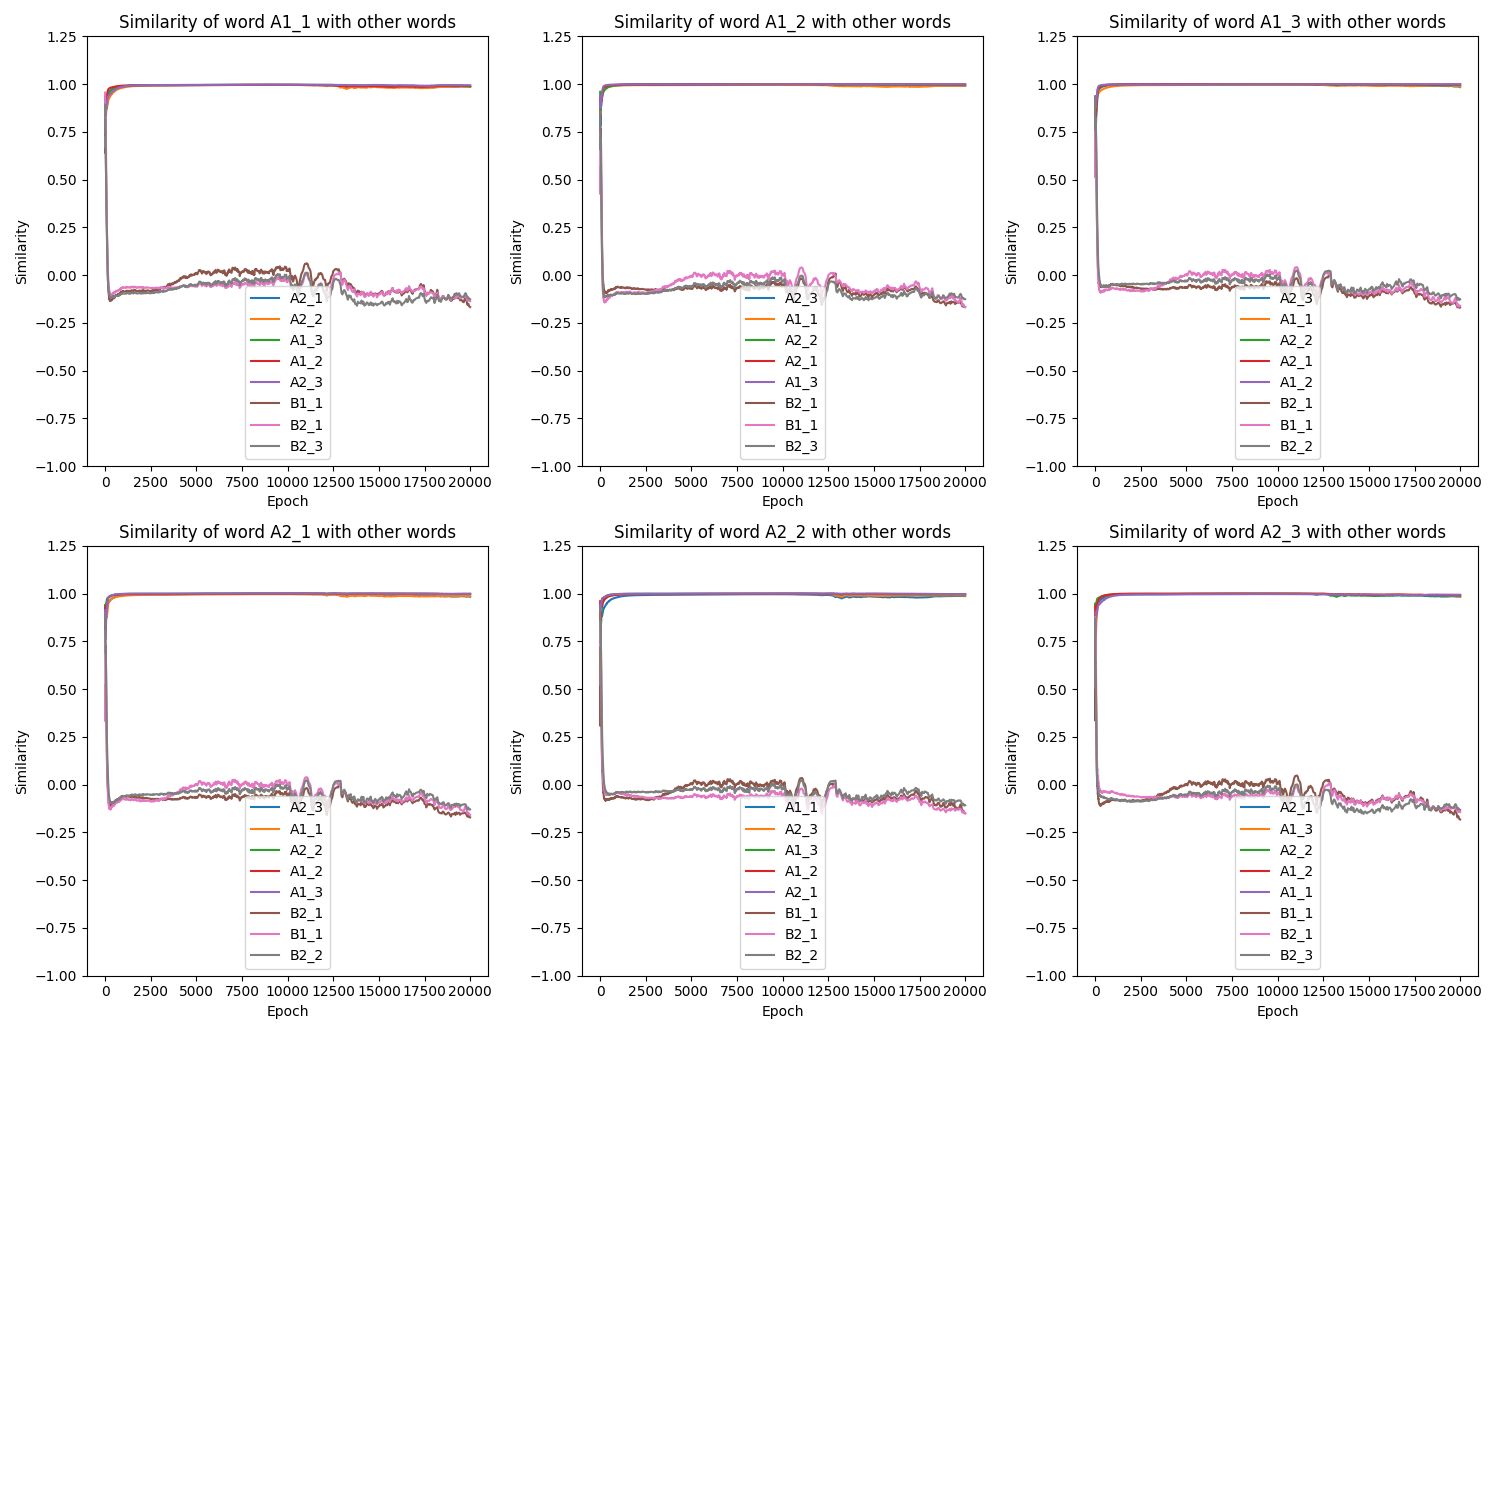 Similarity of word A1_1 with other words
1.25
1.00
0.75
0.50
0.25
0.00
−0.25
−0.50
−0.75
−1.00
Similarity
A2_1
A2_2
A1_3
A1_2
A2_3
B1_1
B2_1
B2_3
0 2500 5000 7500 10000 12500 15000 17500 20000
Epoch
Similarity of word A1_2 with other words
1.25
1.00
0.75
0.50
0.25
0.00
−0.25
−0.50
−0.75
−1.00
Similarity
A2_3
A1_1
A2_2
A2_1
A1_3
B2_1
B1_1
B2_3
0 2500 5000 7500 10000 12500 15000 17500 20000
Epoch
Similarity of word A1_3 with other words
1.25
1.00
0.75
0.50
0.25
0.00
−0.25
−0.50
−0.75
−1.00
Similarity
A2_3
A1_1
A2_2
A2_1
A1_2
B2_1
B1_1
B2_2
0 2500 5000 7500 10000 12500 15000 17500 20000
Epoch
Similarity of word A2_1 with other words
1.25
1.00
0.75
0.50
0.25
0.00
−0.25
−0.50
−0.75
−1.00
Similarity
A2_3
A1_1
A2_2
A1_2
A1_3
B2_1
B1_1
B2_2
0 2500 5000 7500 10000 12500 15000 17500 20000
Epoch
Similarity of word A2_2 with other words
1.25
1.00
0.75
0.50
0.25
0.00
−0.25
−0.50
−0.75
−1.00
Similarity
A1_1
A2_3
A1_3
A1_2
A2_1
B1_1
B2_1
B2_2
0 2500 5000 7500 10000 12500 15000 17500 20000
Epoch
Similarity of word A2_3 with other words
1.25
1.00
0.75
0.50
0.25
0.00
−0.25
−0.50
−0.75
−1.00
Similarity
A2_1
A1_3
A2_2
A1_2
A1_1
B1_1
B2_1
B2_3
0 2500 5000 7500 10000 12500 15000 17500 20000
Epoch